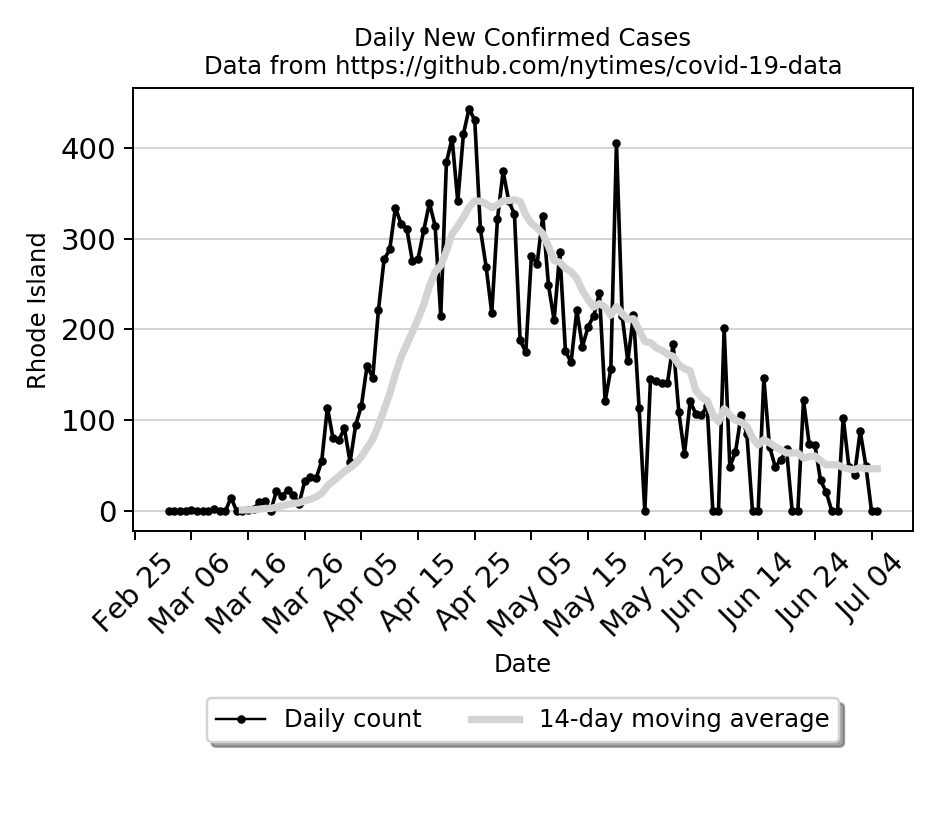 Daily New Confirmed Cases
Data from https://github.com/nytimes/covid-19-data
Rhode Island
400
300
200
100
0
Feb 25
Mar 06
Mar 16
Mar 26
Apr 05
Apr 15
Apr 25
May 05
May 15
May 25
Jun 04
Jun 14
Jun 24
Jul 04
Date
Daily count
14-day moving average